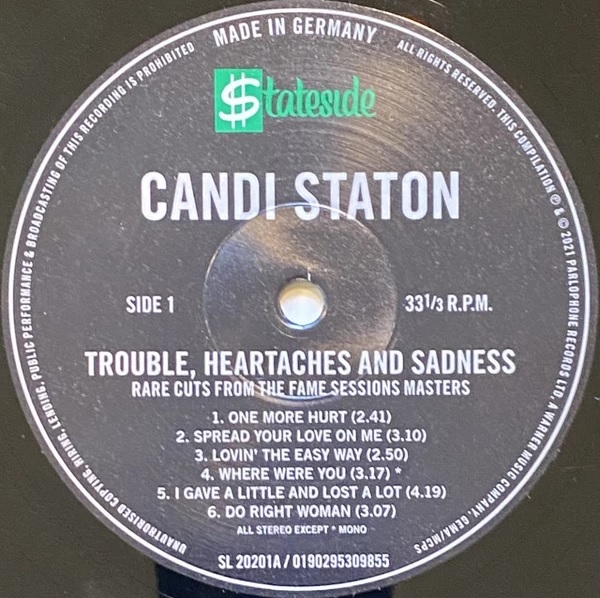 MADE IN GERMANY
ALL RIGHTS RESERVED. THIS COMPILATION ℗ & © 2021 PARLOPHONE RECORDS LTD, A WARNER MUSIC COMPANY, GEMA/MCPS
UNAUTHORISED COPYING, HIRING, LENDING, PUBLIC PERFORMANCE & BROADCASTING OF THIS RECORDING IS PROHIBITED
$tateside
CANDI STATON
SIDE 1
33 1/3 R.P.M.
TROUBLE, HEARTACHES AND SADNESS
RARE CUTS FROM THE FAME SESSIONS MASTERS
1. ONE MORE HURT (2.41)
2. SPREAD YOUR LOVE ON ME (3.10)
3. LOVIN' THE EASY WAY (2.50)
4. WHERE WERE YOU (3.17) *
5. I GAVE A LITTLE AND LOST A LOT (4.19)
6. DO RIGHT WOMAN (3.07)
ALL STEREO EXCEPT * MONO
SL 20201A / 0190295309855